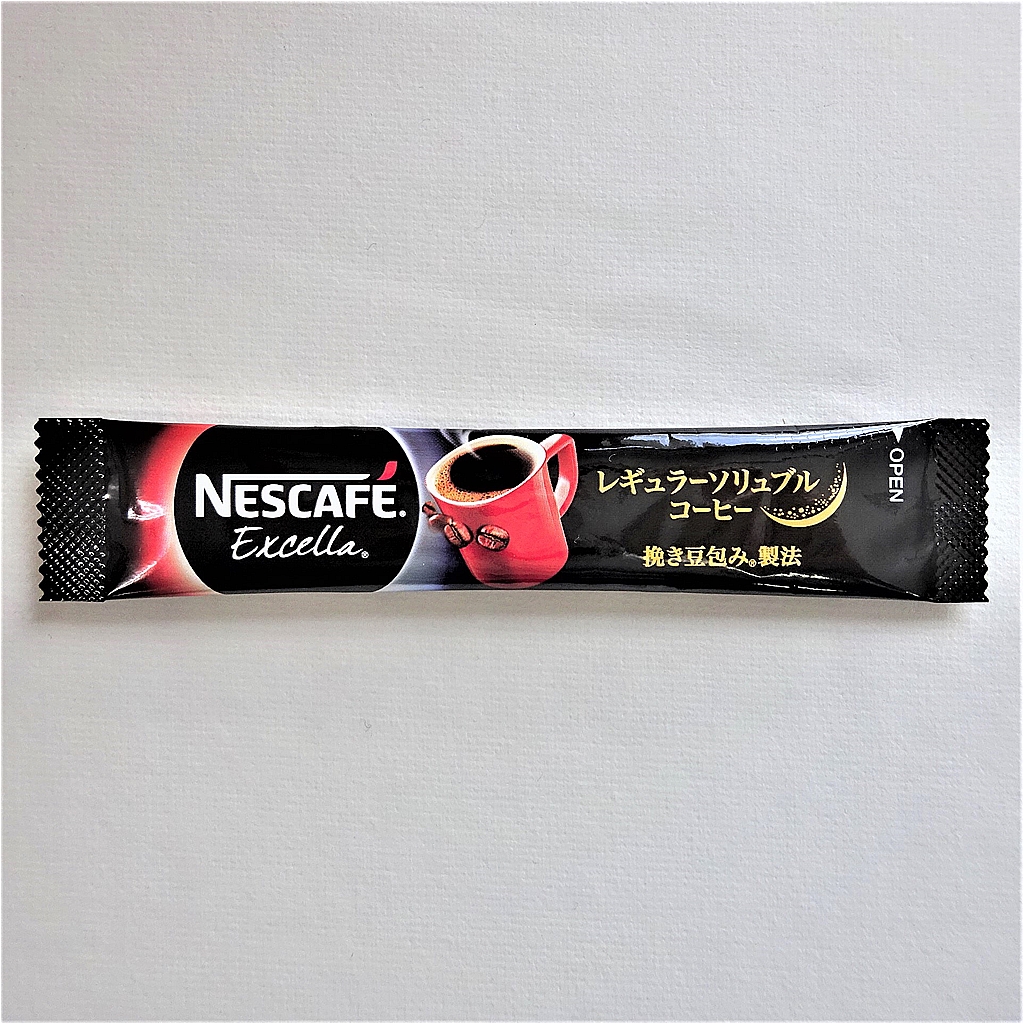 NESCAFÉ.
Excella®
レギュラーソリュブル
コーヒー
挽き豆包み®製法
OPEN